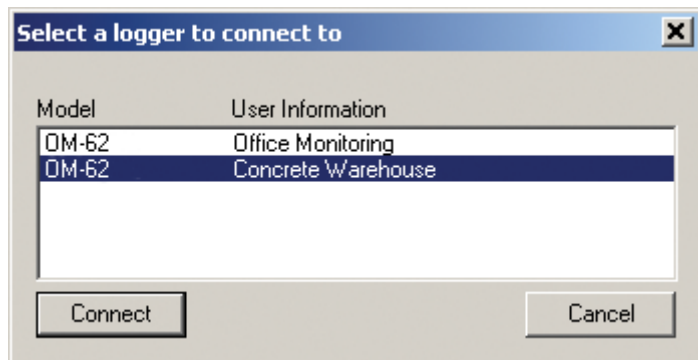 Select a logger to connect to
Model User Information
OM-62 Office Monitoring
OM-62 Concrete Warehouse
Connect Cancel